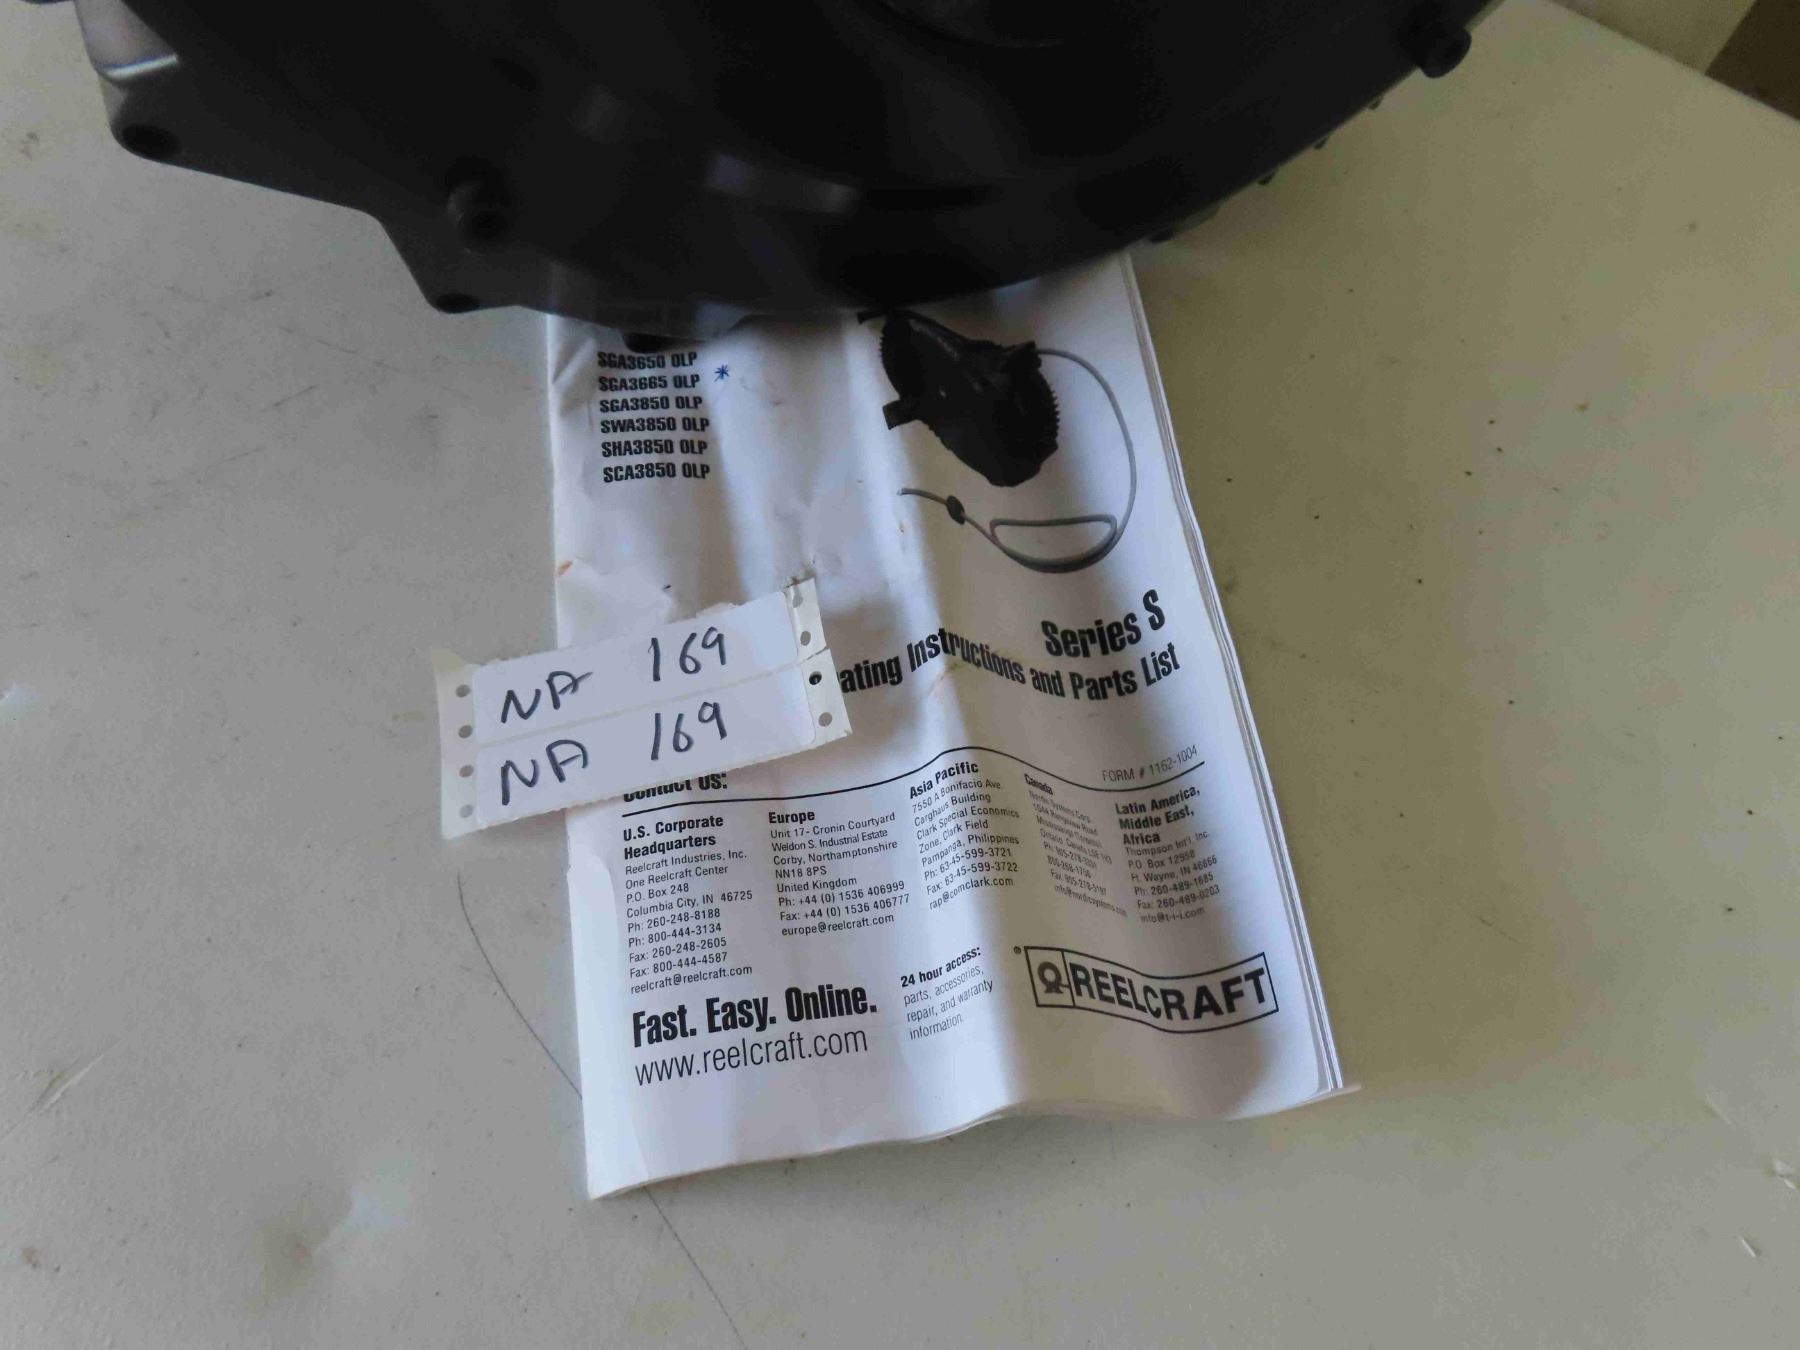 SGA3650 OLP
SGA3665 OLP *
SGA3850 OLP
SWA3850 OLP
SHA3850 OLP
SCA3850 OLP
Series S
ating Instructions and Parts List
NA 169
NA 169
FORM # 1162-1004
Contact Us:
U.S. Corporate
Headquarters
Reelcraft Industries, Inc.
One Reelcraft Center
P.O. Box 248
Columbia City, IN 46725
Ph: 260-248-8188
Ph: 800-444-3134
Fax: 260-248-2605
Fax: 800-444-4587
reelcraft@reelcraft.com
Europe
Unit 17- Cronin Courtyard
Weldon S. Industrial Estate
Corby, Northamptonshire
NN18 8PS
United Kingdom
Ph: +44 (0) 1536 406999
Fax: +44 (0) 1536 406777
europe@reelcraft.com
Asia Pacific
7550 A Bonifacio Ave.
Carghaus Building
Clark Special Economics
Zone, Clark Field
Pampanga, Philippines
Ph: 63-45-599-3721
Fax: 63-45-599-3722
rap@comclark.com
Canada
Nordic Systems Corp.
Latin America,
Middle East,
Africa
Thompson Int'l, Inc.
P.O. Box 12958
Ft. Wayne, IN 46866
Ph: 260-489-1685
Fax: 260-489-0203
info@t-i-i.com
Fast. Easy. Online.
www.reelcraft.com
24 hour access:
parts, accessories,
repair, and warranty
information.
REELCRAFT®